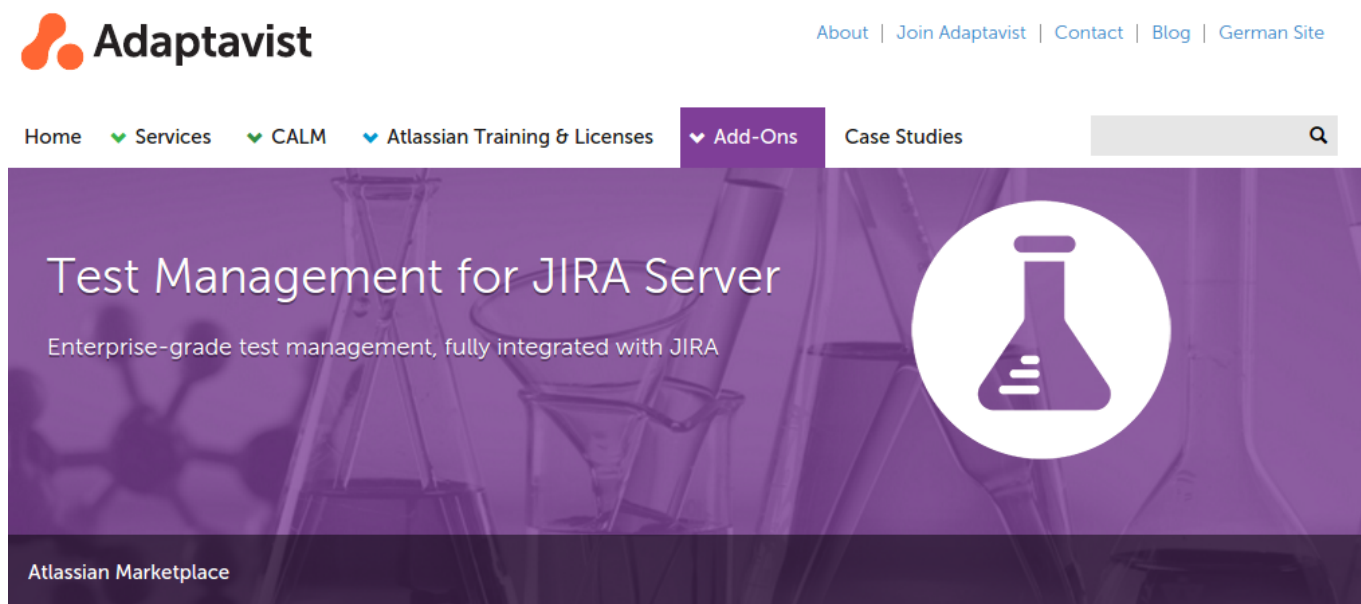 Adaptavist
About | Join Adaptavist | Contact | Blog | German Site
Home Services CALM Atlassian Training & Licenses Add-Ons Case Studies
Test Management for JIRA Server
Enterprise-grade test management, fully integrated with JIRA
Atlassian Marketplace